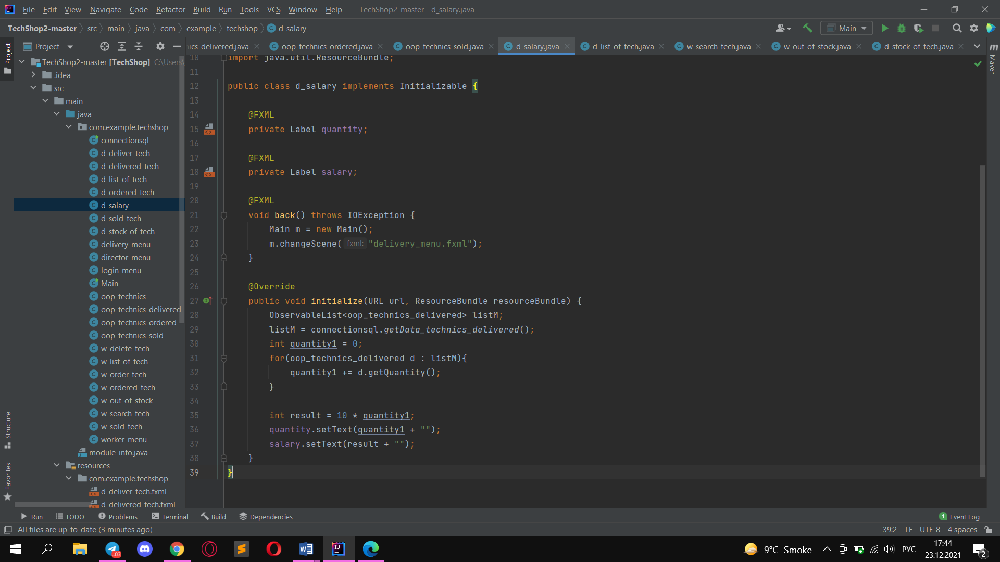 File Edit View Navigate Code Refactor Build Run Tools VCS Window Help TechShop2-master - d_salary.java
TechShop2-master src main java com example techshop d_salary Main
Project
ics_delivered.java oop_technics_ordered.java oop_technics_sold.java d_salary.java d_list_of_tech.java w_search_tech.java w_out_of_stock.java d_stock_of_tech.java
Project
Maven
Structure
Favorites
TechShop2-master [TechShop] C:\Users\
.idea
src
main
java
com.example.techshop
connectionsql
d_deliver_tech
d_delivered_tech
d_list_of_tech
d_ordered_tech
d_salary
d_sold_tech
d_stock_of_tech
delivery_menu
director_menu
login_menu
Main
oop_technics
oop_technics_delivered
oop_technics_ordered
oop_technics_sold
w_delete_tech
w_list_of_tech
w_order_tech
w_ordered_tech
w_out_of_stock
w_search_tech
w_sold_tech
worker_menu
module-info.java
resources
com.example.techshop
d_deliver_tech.fxml
d_delivered_tech.fxml
10 import java.util.ResourceBundle;
11
12 public class d_salary implements Initializable {
13
14 @FXML
15 private Label quantity;
16
17 @FXML
18 private Label salary;
19
20 @FXML
21 void back() throws IOException {
22 Main m = new Main();
23 m.changeScene( fxml: "delivery_menu.fxml");
24 }
25
26 @Override
27 public void initialize(URL url, ResourceBundle resourceBundle) {
28 ObservableList<oop_technics_delivered> listM;
29 listM = connectionsql.getData_technics_delivered();
30 int quantity1 = 0;
31 for(oop_technics_delivered d : listM){
32 quantity1 += d.getQuantity();
33 }
34
35 int result = 10 * quantity1;
36 quantity.setText(quantity1 + "");
37 salary.setText(result + "");
38 }
39 }
Run TODO Problems Terminal Build Dependencies 1 Event Log
All files are up-to-date (3 minutes ago) 39:2 LF UTF-8 4 spaces
.03
9°C Smoke РУС 17:44
23.12.2021
2